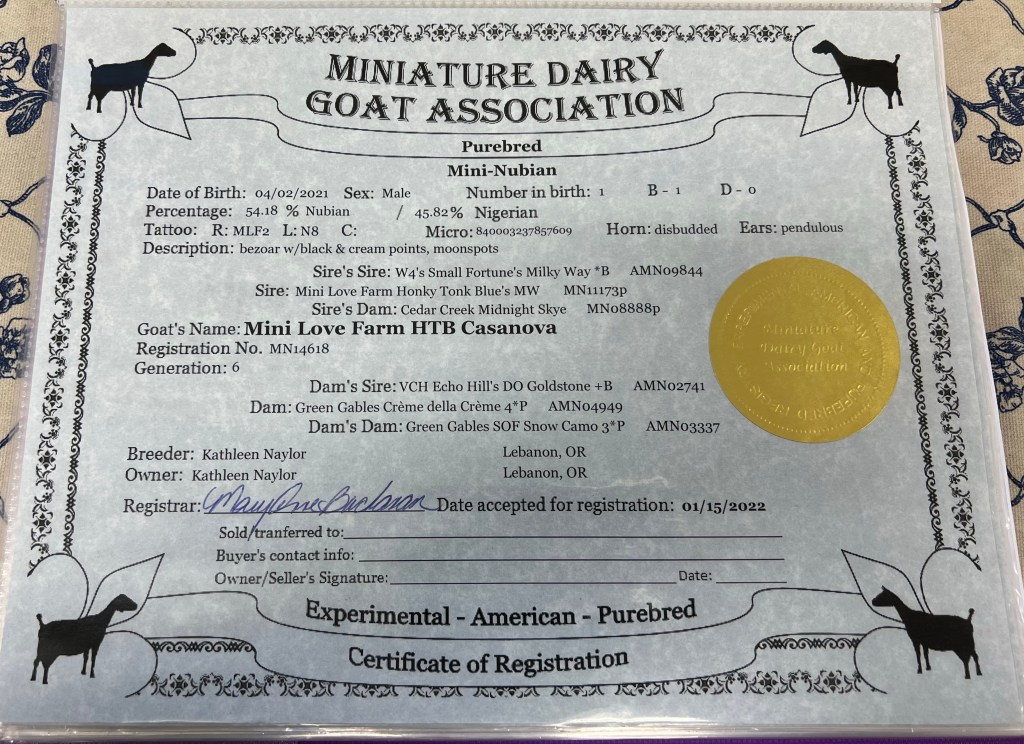 MINIATURE DAIRY
GOAT ASSOCIATION
Purebred
Mini-Nubian
Date of Birth: 04/02/2021 Sex: Male Number in birth: 1 B - 1 D - 0
Percentage: 54.18 % Nubian / 45.82% Nigerian
Tattoo: R: MLF2 L: N8 C: Micro: 840003237857609 Horn: disbudded Ears: pendulous
Description: bezoar w/black & cream points, moonspots
Sire's Sire: W4's Small Fortune's Milky Way *B AMN09844
Sire: Mini Love Farm Honky Tonk Blue's MW MN11173p
Sire's Dam: Cedar Creek Midnight Skye MN08888p
Goat's Name: Mini Love Farm HTB Casanova
Registration No. MN14618
Generation: 6
Dam's Sire: VCH Echo Hill's DO Goldstone +B AMN02741
Dam: Green Gables Crème della Crème 4*P AMN04949
Dam's Dam: Green Gables SOF Snow Camo 3*P AMN03337
Miniature
Dairy Goat
Association
Breeder: Kathleen Naylor Lebanon, OR
Owner: Kathleen Naylor Lebanon, OR
Registrar: Date accepted for registration: 01/15/2022
Sold/tranferred to:
Buyer's contact info:
Owner/Seller's Signature: Date:
Experimental - American - Purebred
Certificate of Registration